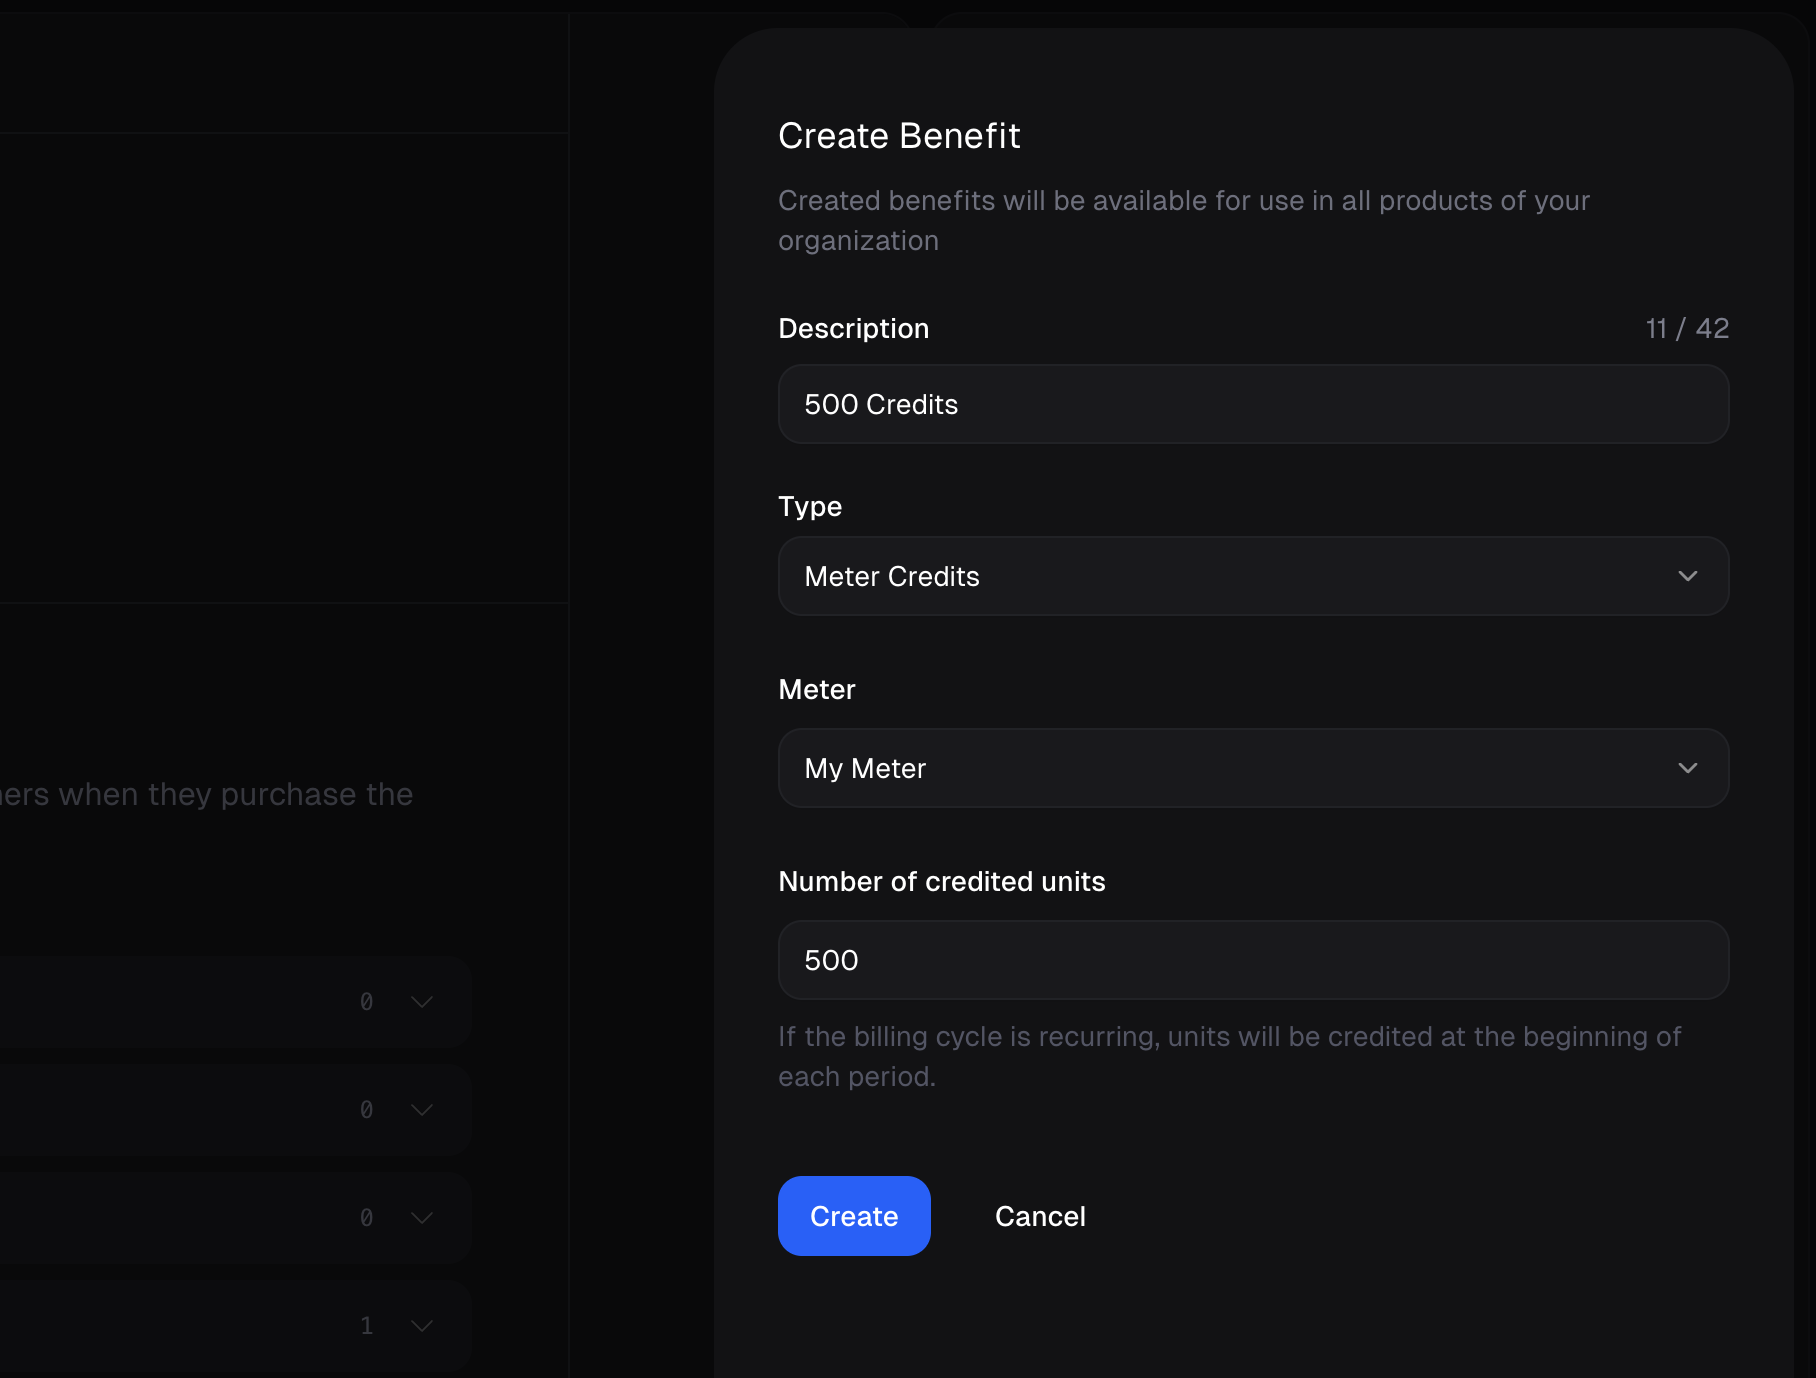 Create Benefit
Created benefits will be available for use in all products of your
organization
Description
11 / 42
500 Credits
Type
Meter Credits
Meter
My Meter
Number of credited units
500
If the billing cycle is recurring, units will be credited at the beginning of
each period.
Create
Cancel
when they purchase the
0
0
0
1